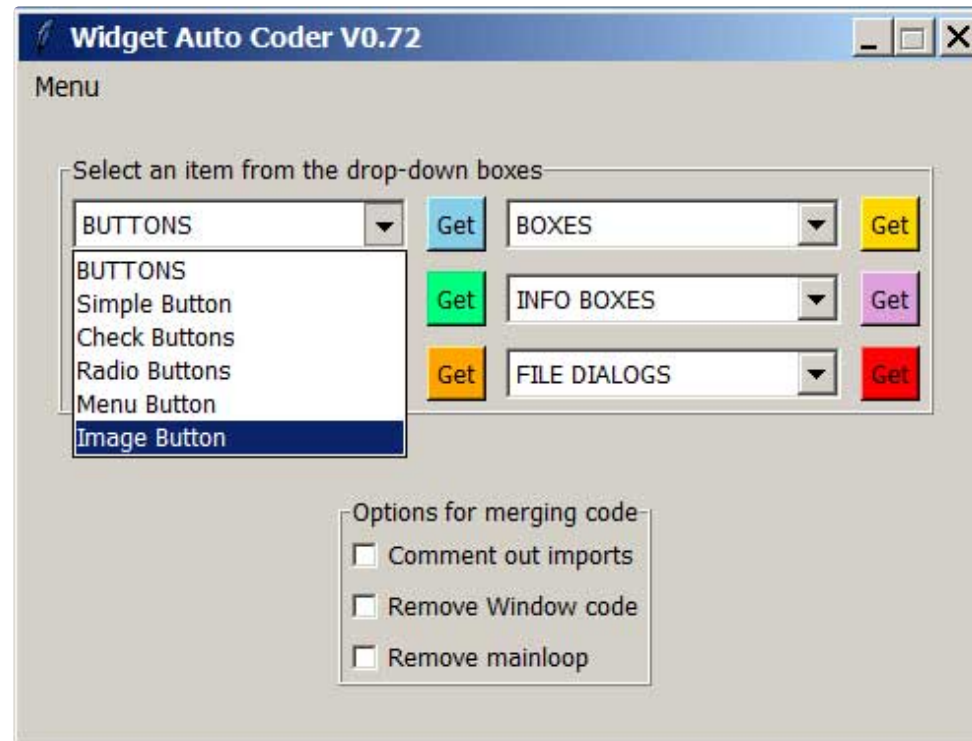 Widget Auto Coder V0.72
Menu
Select an item from the drop-down boxes
BUTTONS Get BOXES Get
BUTTONS
Simple Button
Get INFO BOXES Get
Check Buttons
Radio Buttons
Get FILE DIALOGS Get
Menu Button
Image Button
Options for merging code
Comment out imports
Remove Window code
Remove mainloop